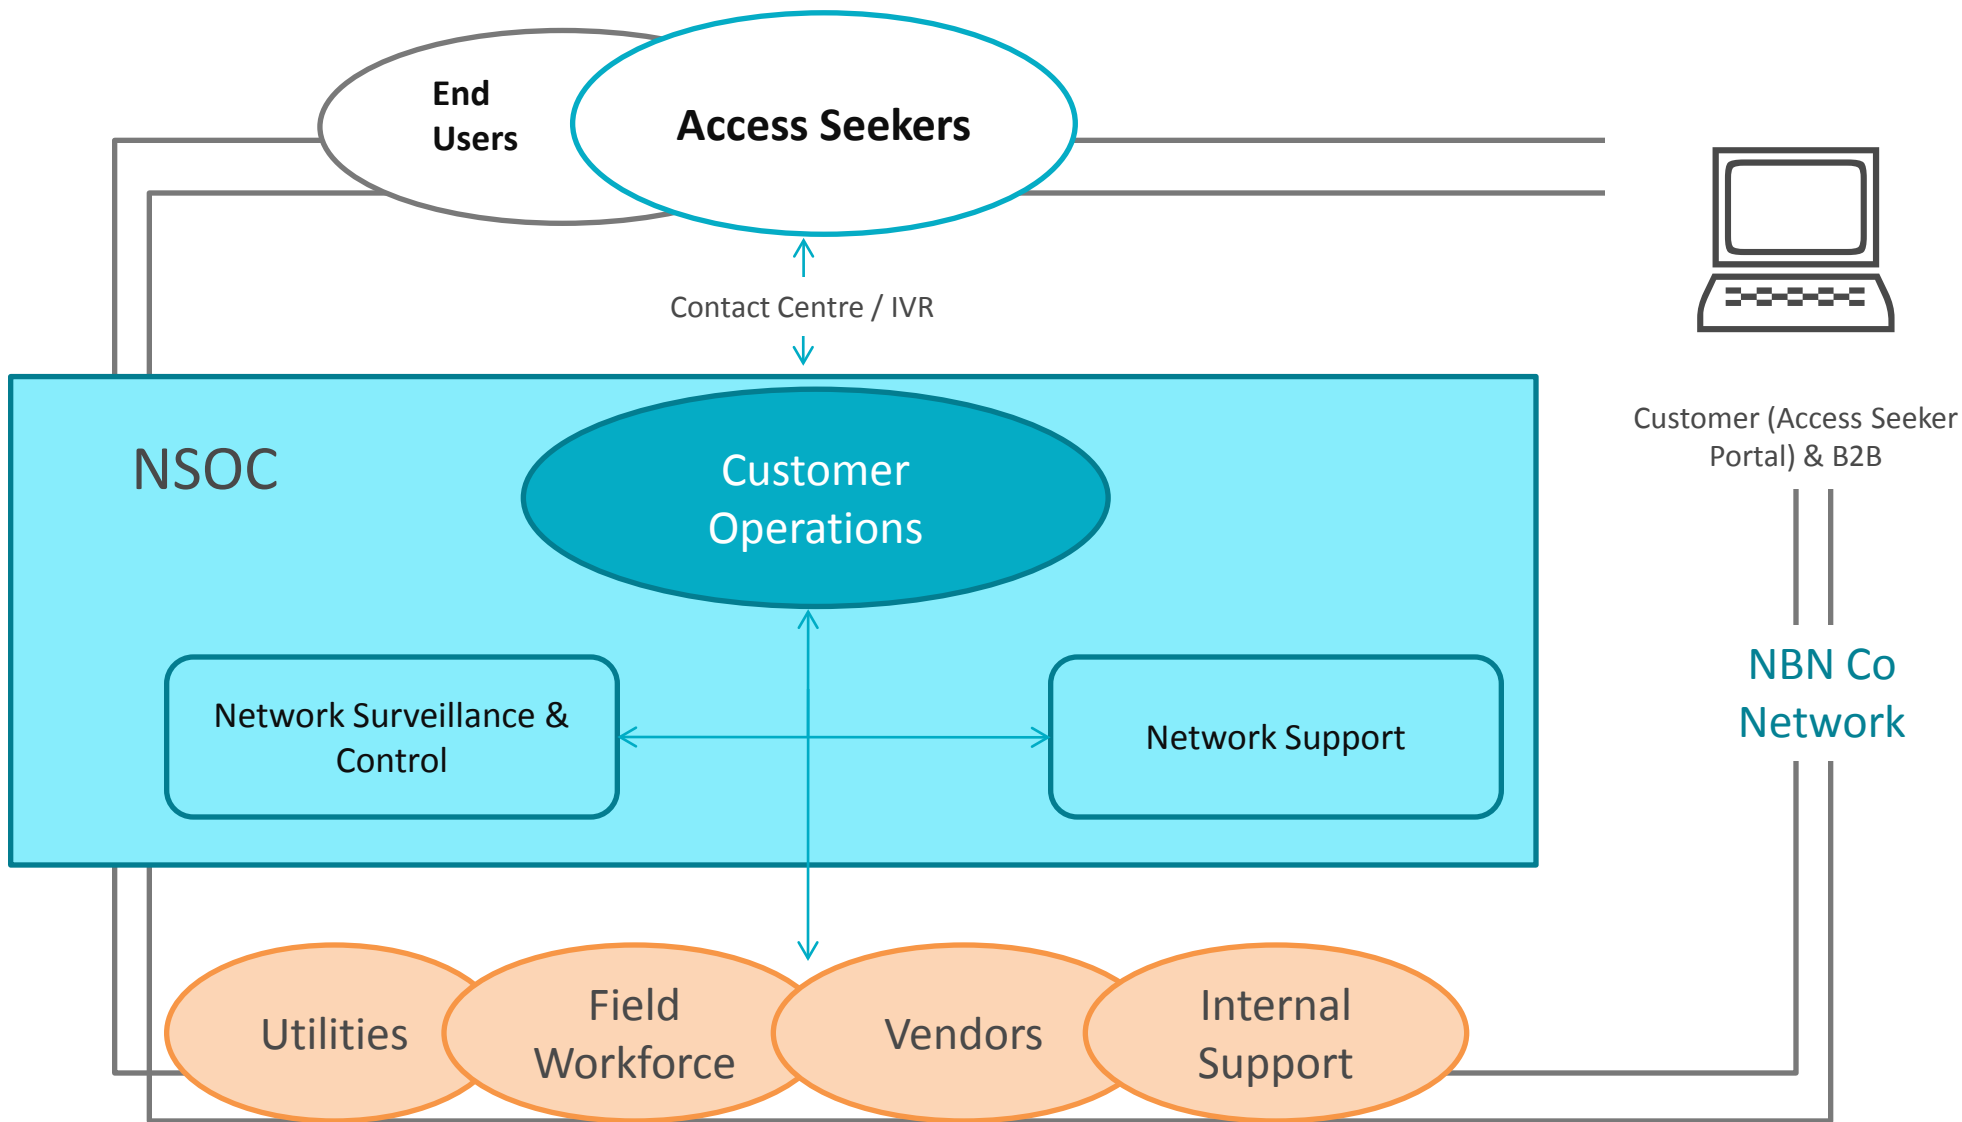 End
Users
Access Seekers
Contact Centre / IVR
Customer (Access Seeker
Portal) & B2B
NSOC
Customer
Operations
NBN Co
Network
Network Surveillance &
Control
Network Support
Utilities
Field
Workforce
Vendors
Internal
Support